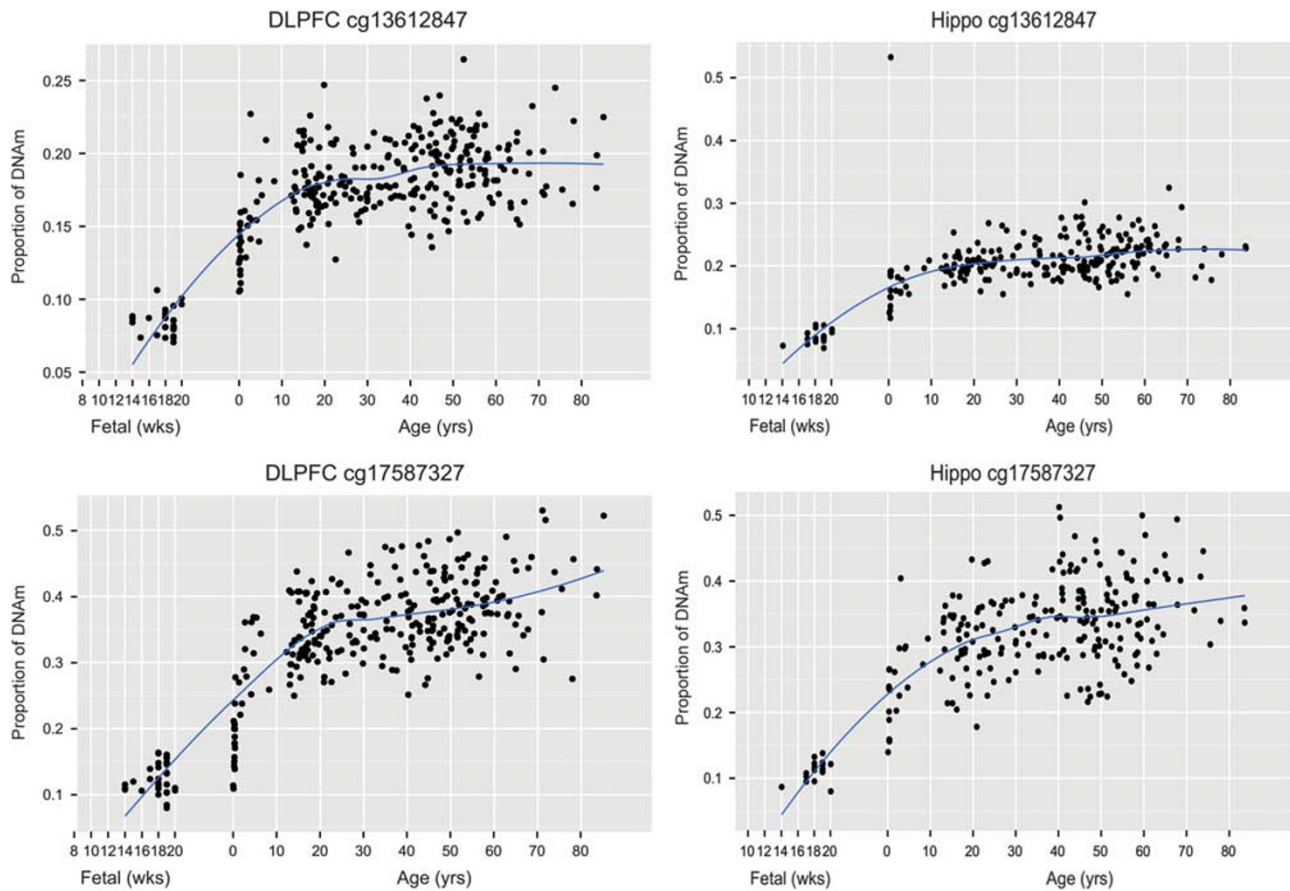 DLPFC cg13612847
Proportion of DNAm
0.25
0.20
0.15
0.10
0.05
8 10 12 14 16 18 20 0 10 20 30 40 50 60 70 80
Fetal (wks) Age (yrs)
Hippo cg13612847
Proportion of DNAm
0.5
0.4
0.3
0.2
0.1
10 12 14 16 18 20 0 10 20 30 40 50 60 70 80
Fetal (wks) Age (yrs)
DLPFC cg17587327
Proportion of DNAm
0.5
0.4
0.3
0.2
0.1
8 10 12 14 16 18 20 0 10 20 30 40 50 60 70 80
Fetal (wks) Age (yrs)
Hippo cg17587327
Proportion of DNAm
0.5
0.4
0.3
0.2
0.1
10 12 14 16 18 20 0 10 20 30 40 50 60 70 80
Fetal (wks) Age (yrs)